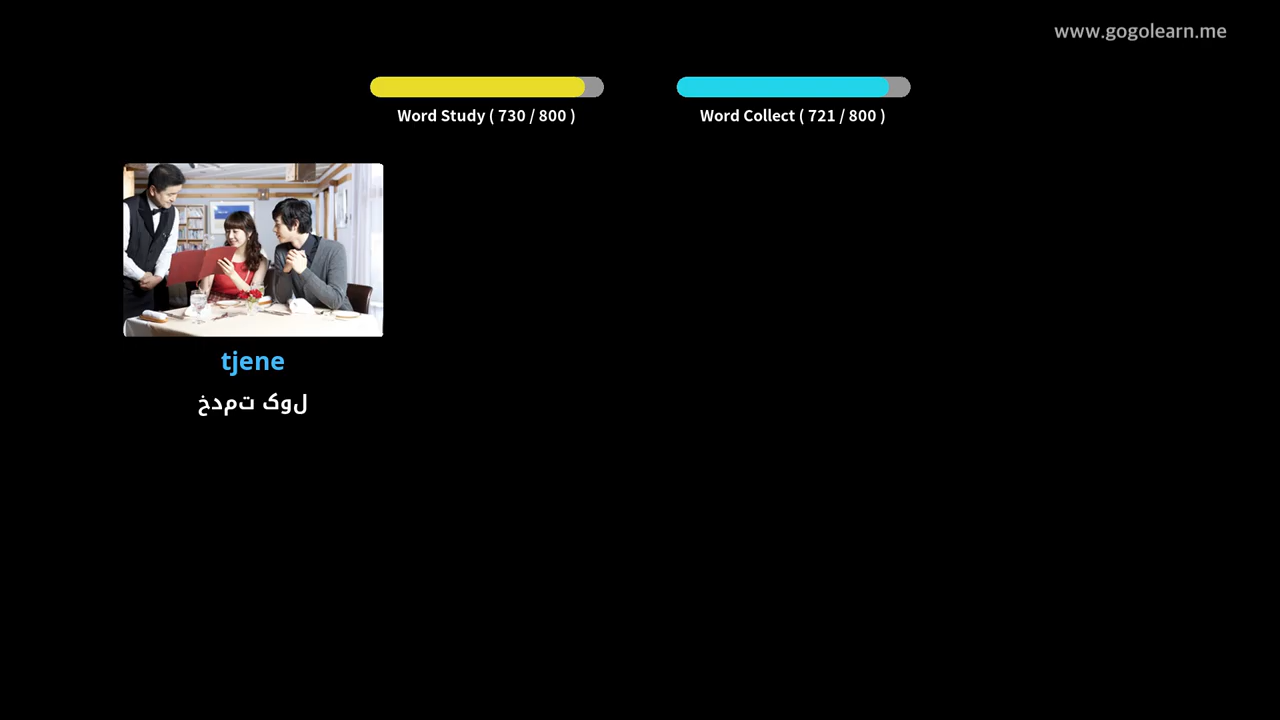 www.gogolearn.me
Word Study ( 730 / 800 )
Word Collect ( 721 / 800 )
tjene
خدمت کول